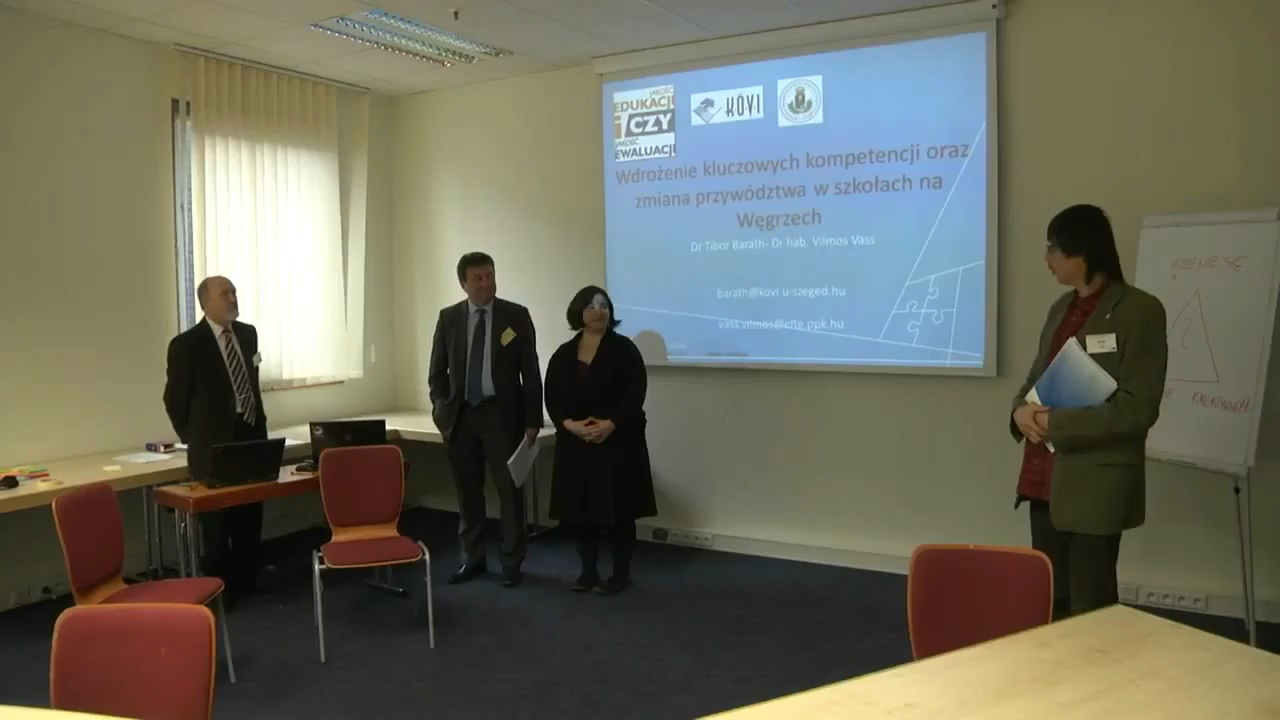 JAKOŚĆ
EDUKACJI
i CZY
JAKOŚĆ
EWALUACJI
KÖVI
Wdrożenie kluczowych kompetencji oraz
zmiana przywództwa w szkołach na
Węgrzech
Dr Tibor Baráth- Dr hab. Vilmos Vass
barath@kovi.u-szeged.hu
vass.vilmos@elte.ppk.hu